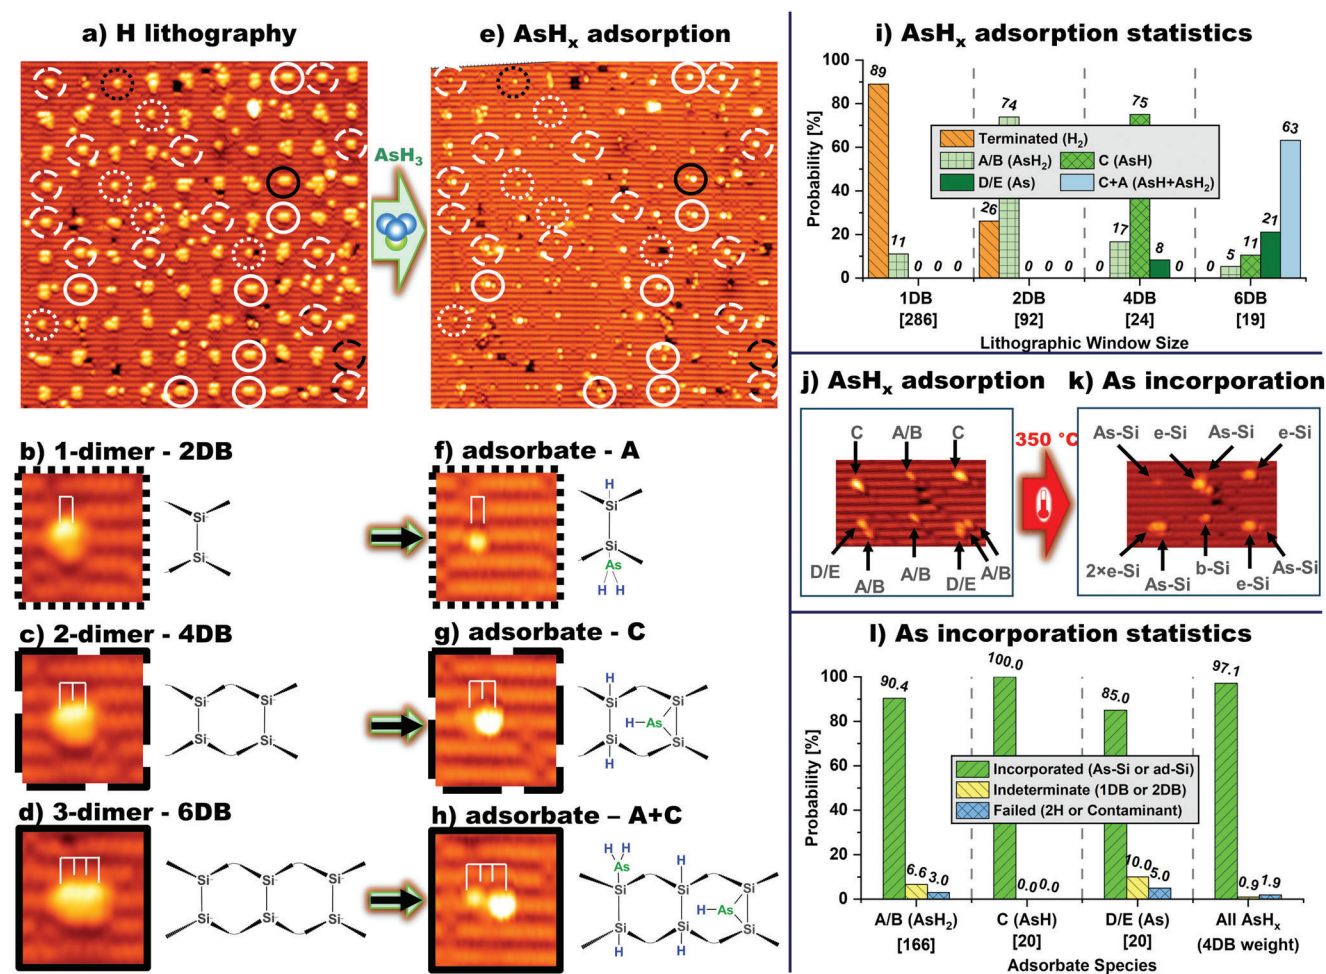 a) H lithography
AsH3
e) AsHx adsorption
b) 1-dimer - 2DB
Si-
Si-
f) adsorbate - A
H
Si
Si
As
H H
c) 2-dimer - 4DB
Si- Si-
Si- Si-
g) adsorbate - C
H
Si Si
H As
Si Si
H
d) 3-dimer - 6DB
Si- Si- Si-
Si- Si- Si-
h) adsorbate – A+C
H H
As H
Si Si Si
H As
Si Si Si
H H
i) AsHx adsorption statistics
Probability [%]
100
80
60
40
20
0
89
11
0 0 0
26
74
0 0 0
0
17
75
8
0
0
5
11
21
63
Terminated (H2)
A/B (AsH2) C (AsH)
D/E (As) C+A (AsH+AsH2)
1DB 2DB 4DB 6DB
[286] [92] [24] [19]
Lithographic Window Size
j) AsHx adsorption
C A/B C
D/E A/B A/B D/E A/B
350 °C
k) As incorporation
As-Si e-Si As-Si e-Si
2×e-Si As-Si b-Si e-Si As-Si
l) As incorporation statistics
Probability [%]
100
80
60
40
20
0
90.4
6.6
3.0
100.0
0.0 0.0
85.0
10.0
5.0
97.1
0.9
1.9
Incorporated (As-Si or ad-Si)
Indeterminate (1DB or 2DB)
Failed (2H or Contaminant)
A/B (AsH2) C (AsH) D/E (As) All AsHx
[166] [20] [20] (4DB weight)
Adsorbate Species